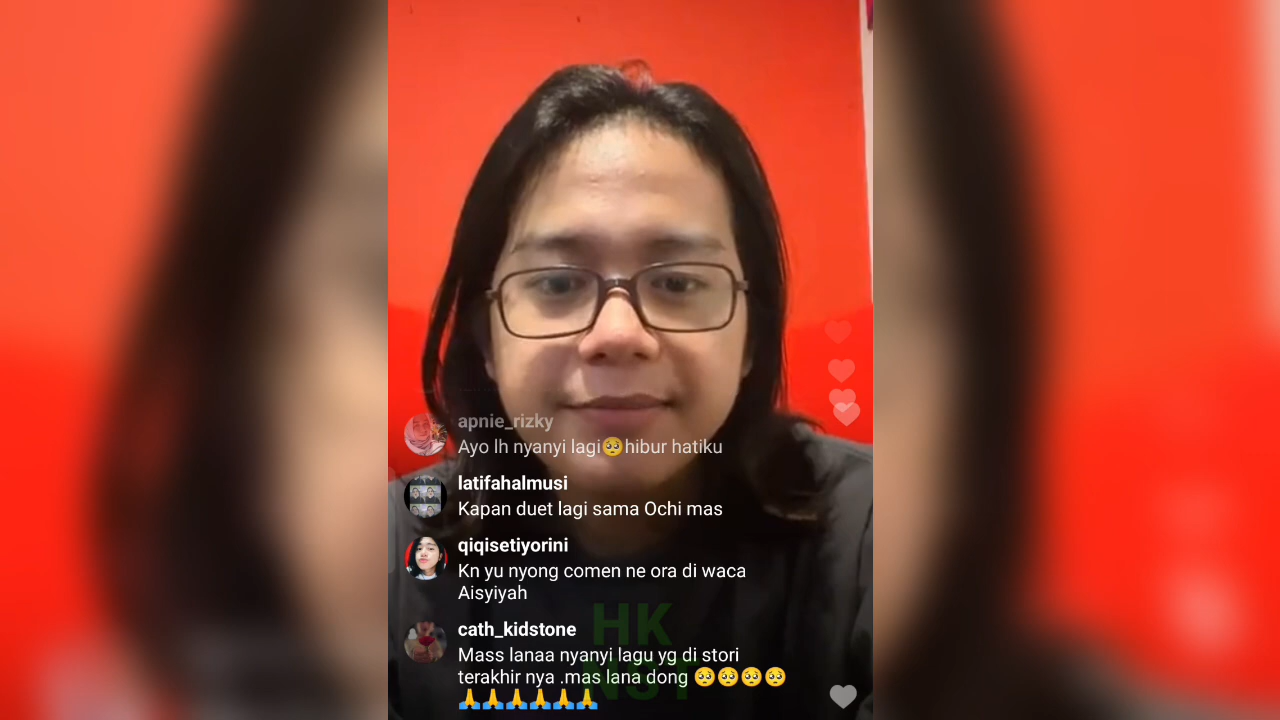 apnie_rizky
Ayo lh nyanyi lagi🥺hibur hatiku
latifahalmusi
Kapan duet lagi sama Ochi mas
qiqisetiyorini
Kn yu nyong comen ne ora di waca
Aisyiyah
HK
cath_kidstone
Mass lanaa nyanyi lagu yg di stori
terakhir nya .mas lana dong 🥺🥺🥺🥺
🙏🙏🙏🙏🙏🙏